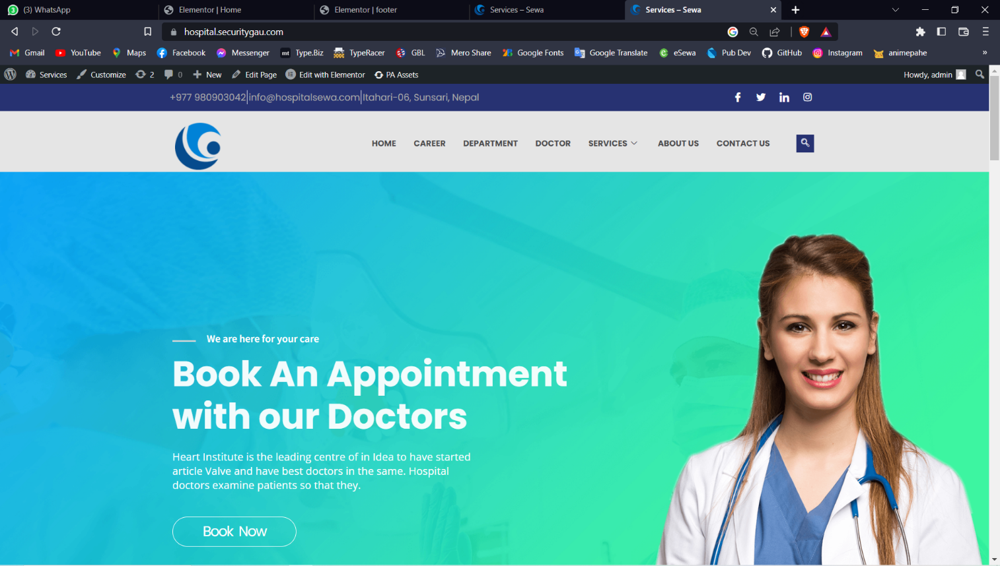 (3) WhatsApp
Elementor | Home
Elementor | footer
Services – Sewa
Services – Sewa
hospital.securitygau.com
Gmail YouTube Maps Facebook Messenger mt Type.Biz TypeRacer GBL Mero Share Google Fonts Google Translate eSewa Pub Dev GitHub Instagram animepahe »
Services Customize 2 0 New Edit Page Edit with Elementor PA Assets Howdy, admin
+977 980903042|info@hospitalsewa.com|Itahari-06, Sunsari, Nepal
HOME CAREER DEPARTMENT DOCTOR SERVICES ABOUT US CONTACT US
We are here for your care
Book An Appointment
with our Doctors
Heart Institute is the leading centre of in Idea to have started
article Valve and have best doctors in the same. Hospital
doctors examine patients so that they.
Book Now